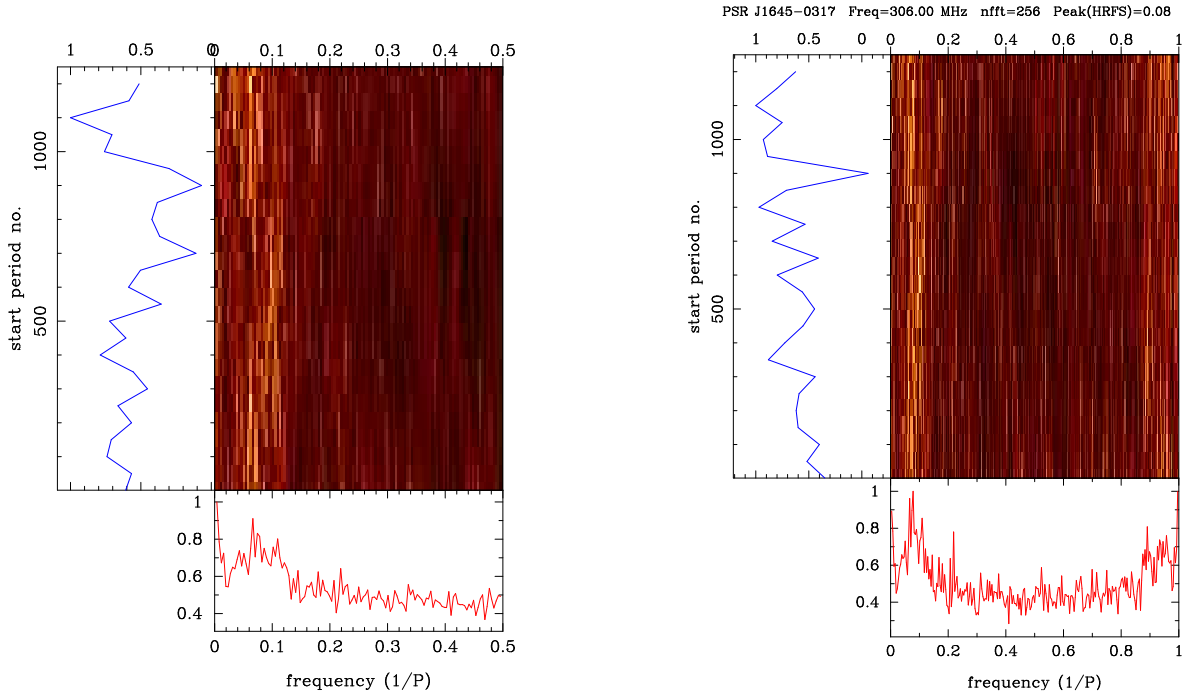 PSR J1645-0317 Freq=306.00 MHz nfft=256 Peak(HRFS)=0.08
1 0.5 0 0 0.1 0.2 0.3 0.4 0.5
1 0.5 0 0 0.2 0.4 0.6 0.8 1
start period no.
1000
500
start period no.
1000
500
1
0.8
0.6
0.4
0 0.1 0.2 0.3 0.4 0.5
frequency (1/P)
1
0.8
0.6
0.4
0 0.2 0.4 0.6 0.8 1
frequency (1/P)